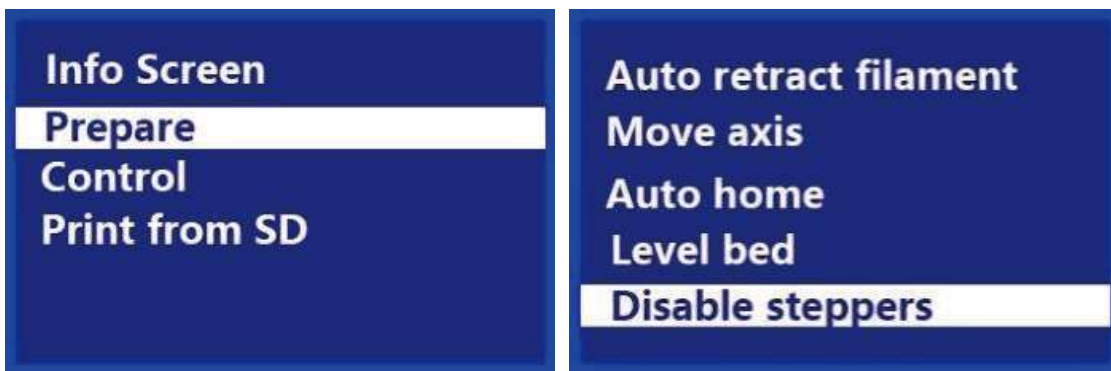 Info Screen
Prepare
Control
Print from SD
Auto retract filament
Move axis
Auto home
Level bed
Disable steppers